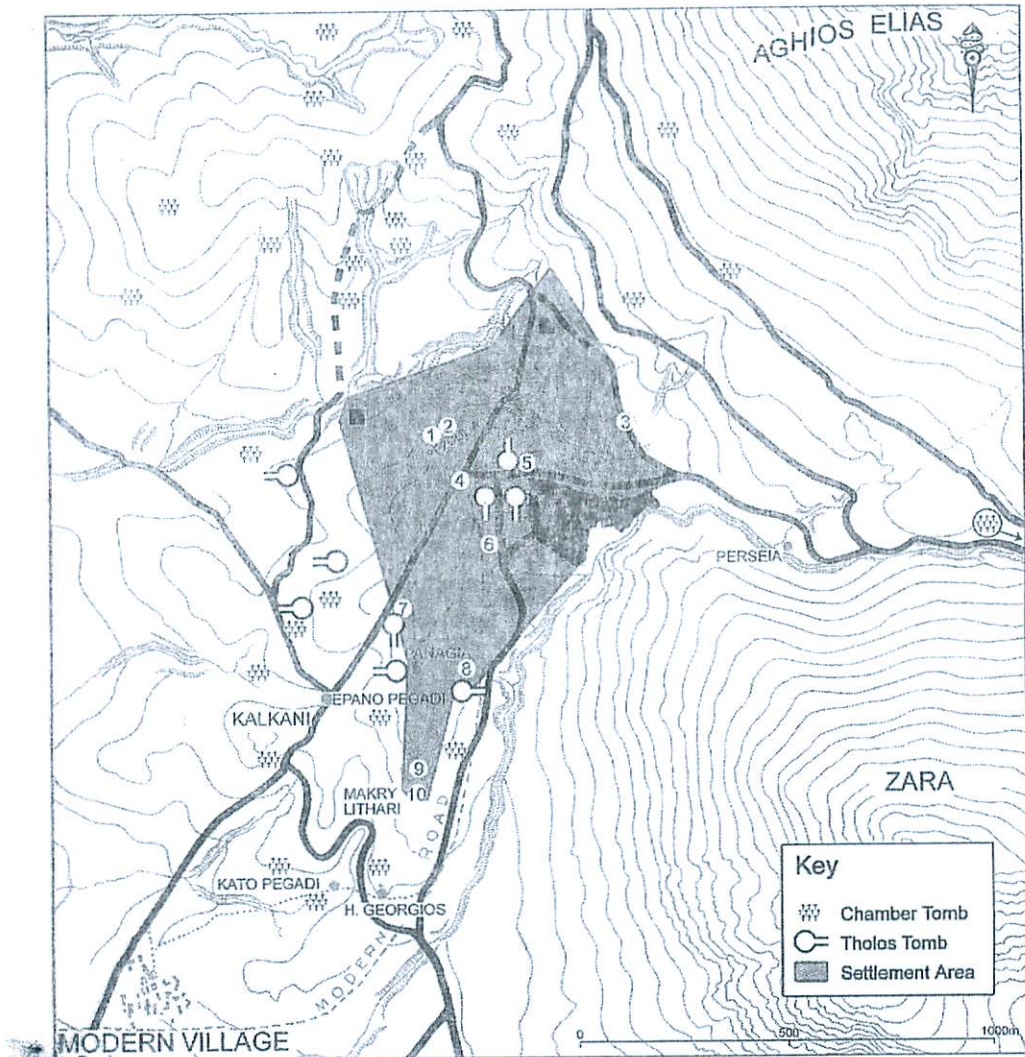 AGHIOS ELIAS
1 2
3
4
5
6
PERSEIA
7
PANAGIA
8
EPANO PEGADI
KALKANI
9
10
MAKRY
LITHARI
ROAD
ZARA
KATO PEGADI
H. GEORGIOS
MODERN
MODERN VILLAGE
Key
Chamber Tomb
Tholos Tomb
Settlement Area
0 500 1000m